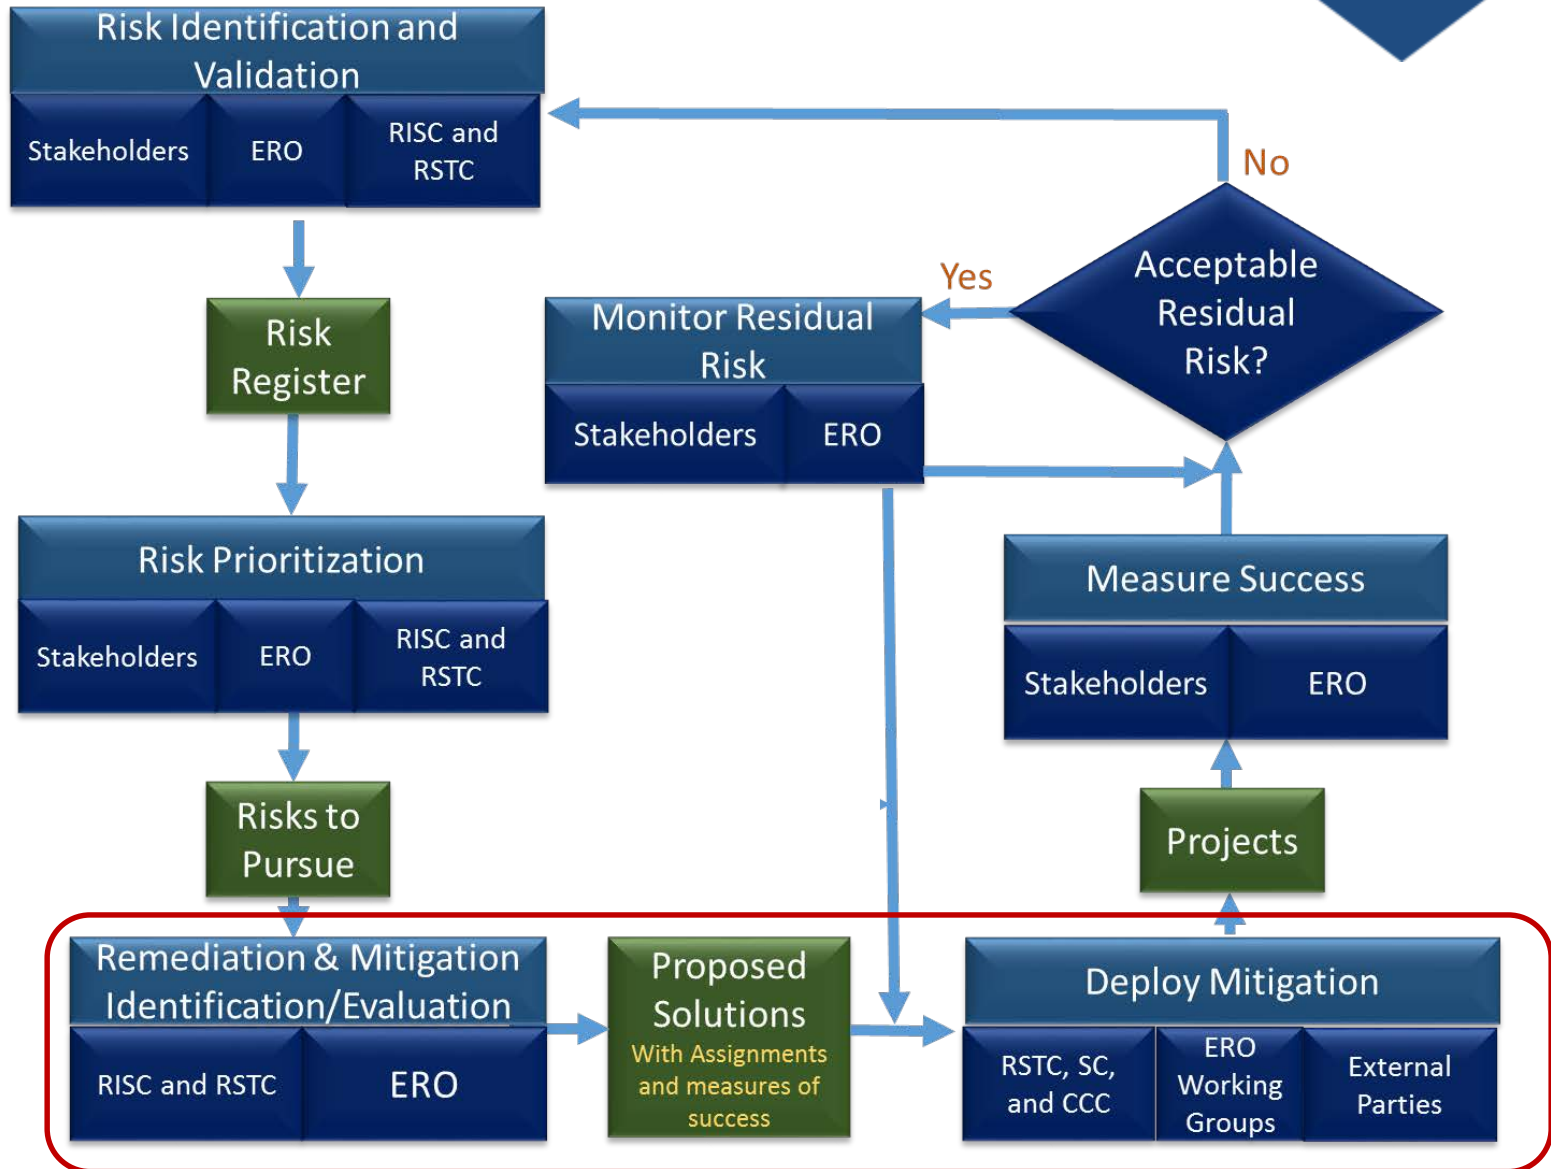 Risk Identification and
Validation
Stakeholders
ERO
RISC and
RSTC
No
Acceptable
Residual
Risk?
Yes
Risk
Register
Monitor Residual
Risk
Stakeholders
ERO
Risk Prioritization
Stakeholders
ERO
RISC and
RSTC
Measure Success
Stakeholders
ERO
Risks to
Pursue
Projects
Remediation & Mitigation
Identification/Evaluation
RISC and RSTC
ERO
Proposed
Solutions
With Assignments
and measures of
success
Deploy Mitigation
RSTC, SC,
and CCC
ERO
Working
Groups
External
Parties